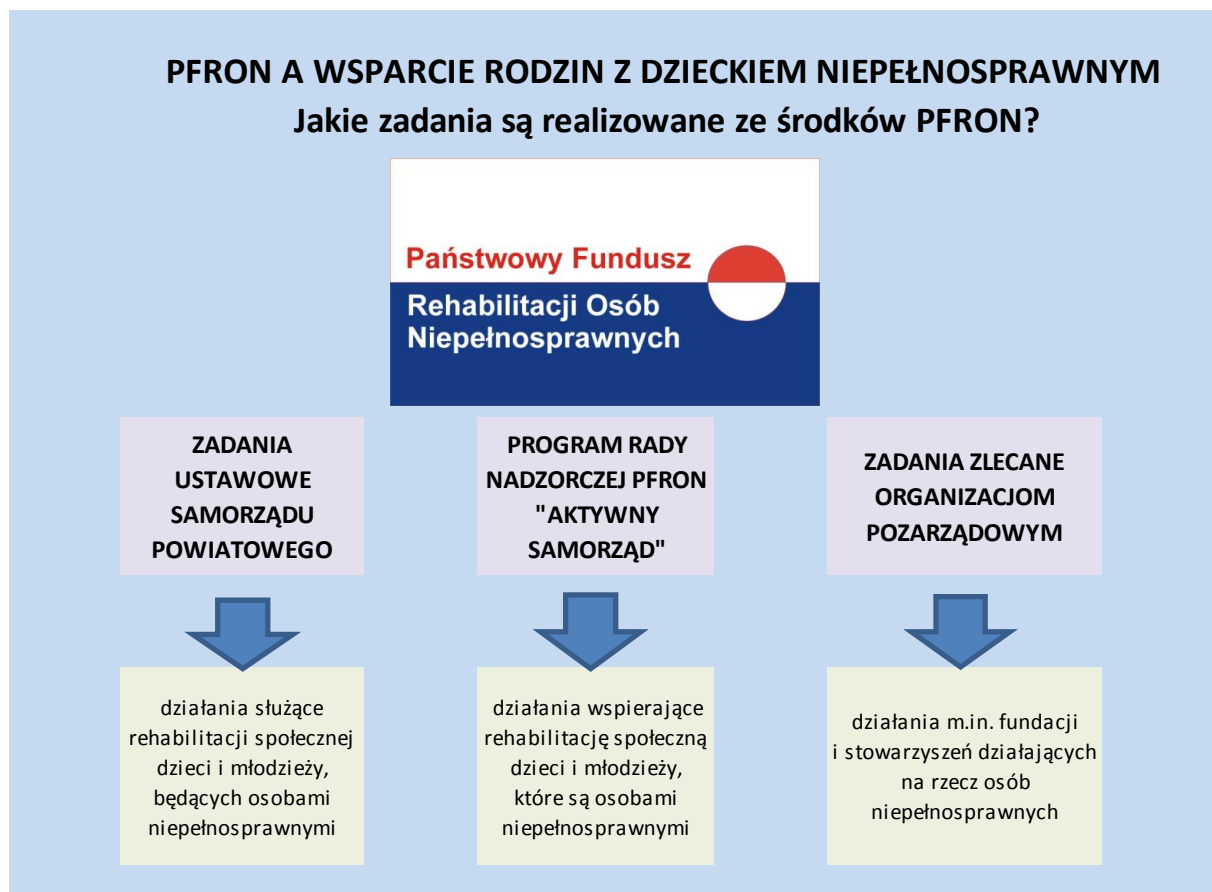 PFRON A WSPARCIE RODZIN Z DZIECKIEM NIEPEŁNOSPRAWNYM
Jakie zadania są realizowane ze środków PFRON?
Państwowy Fundusz
Rehabilitacji Osób
Niepełnosprawnych
ZADANIA
USTAWOWE
SAMORZĄDU
POWIATOWEGO
PROGRAM RADY
NADZORCZEJ PFRON
"AKTYWNY
SAMORZĄD"
ZADANIA ZLECANE
ORGANIZACJOM
POZARZĄDOWYM
działania służące
rehabilitacji społecznej
dzieci i młodzieży,
będących osobami
niepełnosprawnymi
działania wspierające
rehabilitację społeczną
dzieci i młodzieży,
które są osobami
niepełnosprawnymi
działania m.in. fundacji
i stowarzyszeń działających
na rzecz osób
niepełnosprawnych